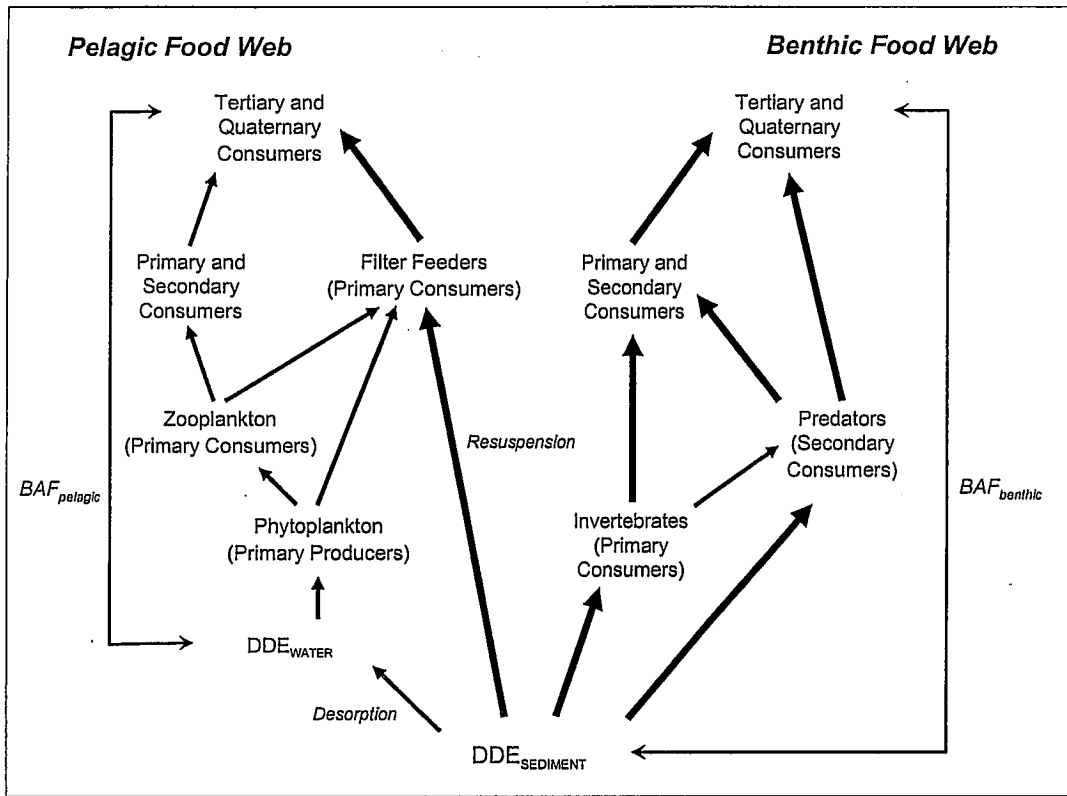 Pelagic Food Web
Benthic Food Web
Tertiary and
Quaternary
Consumers
Tertiary and
Quaternary
Consumers
Primary and
Secondary
Consumers
Filter Feeders
(Primary Consumers)
Primary and
Secondary
Consumers
Zooplankton
(Primary Consumers)
Resuspension
Predators
(Secondary
Consumers)
BAFpelagic
BAFbenthic
Phytoplankton
(Primary Producers)
Invertebrates
(Primary
Consumers)
DDEWATER
Desorption
DDESEDIMENT